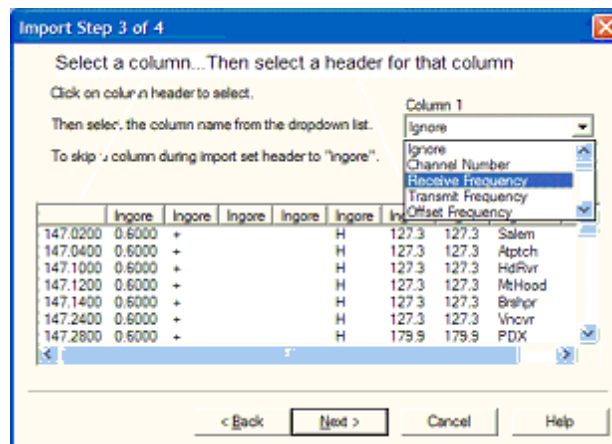 Import Step 3 of 4
Select a column...Then select a header for that column
Click on column header to select.
Column 1
Then select the column name from the dropdown list.
Ignore
To skip a column during import set header to "Ingore".
Ignore
Channel Number
Receive Frequency
Transmit Frequency
Offset Frequency
Ingore Ingore Ingore Ingore Ingore
147.0200 0.6000 + H 127.3 127.3 Salem
147.0400 0.6000 + H 127.3 127.3 Atptch
147.1000 0.6000 + H 127.3 127.3 HdRvr
147.1200 0.6000 + H 127.3 127.3 MtHood
147.1400 0.6000 + H 127.3 127.3
147.2400 0.6000 + H 127.3 127.3 Vncvr
147.2800 0.6000 + H 179.9 179.9 PDX
< Back Next > Cancel Help